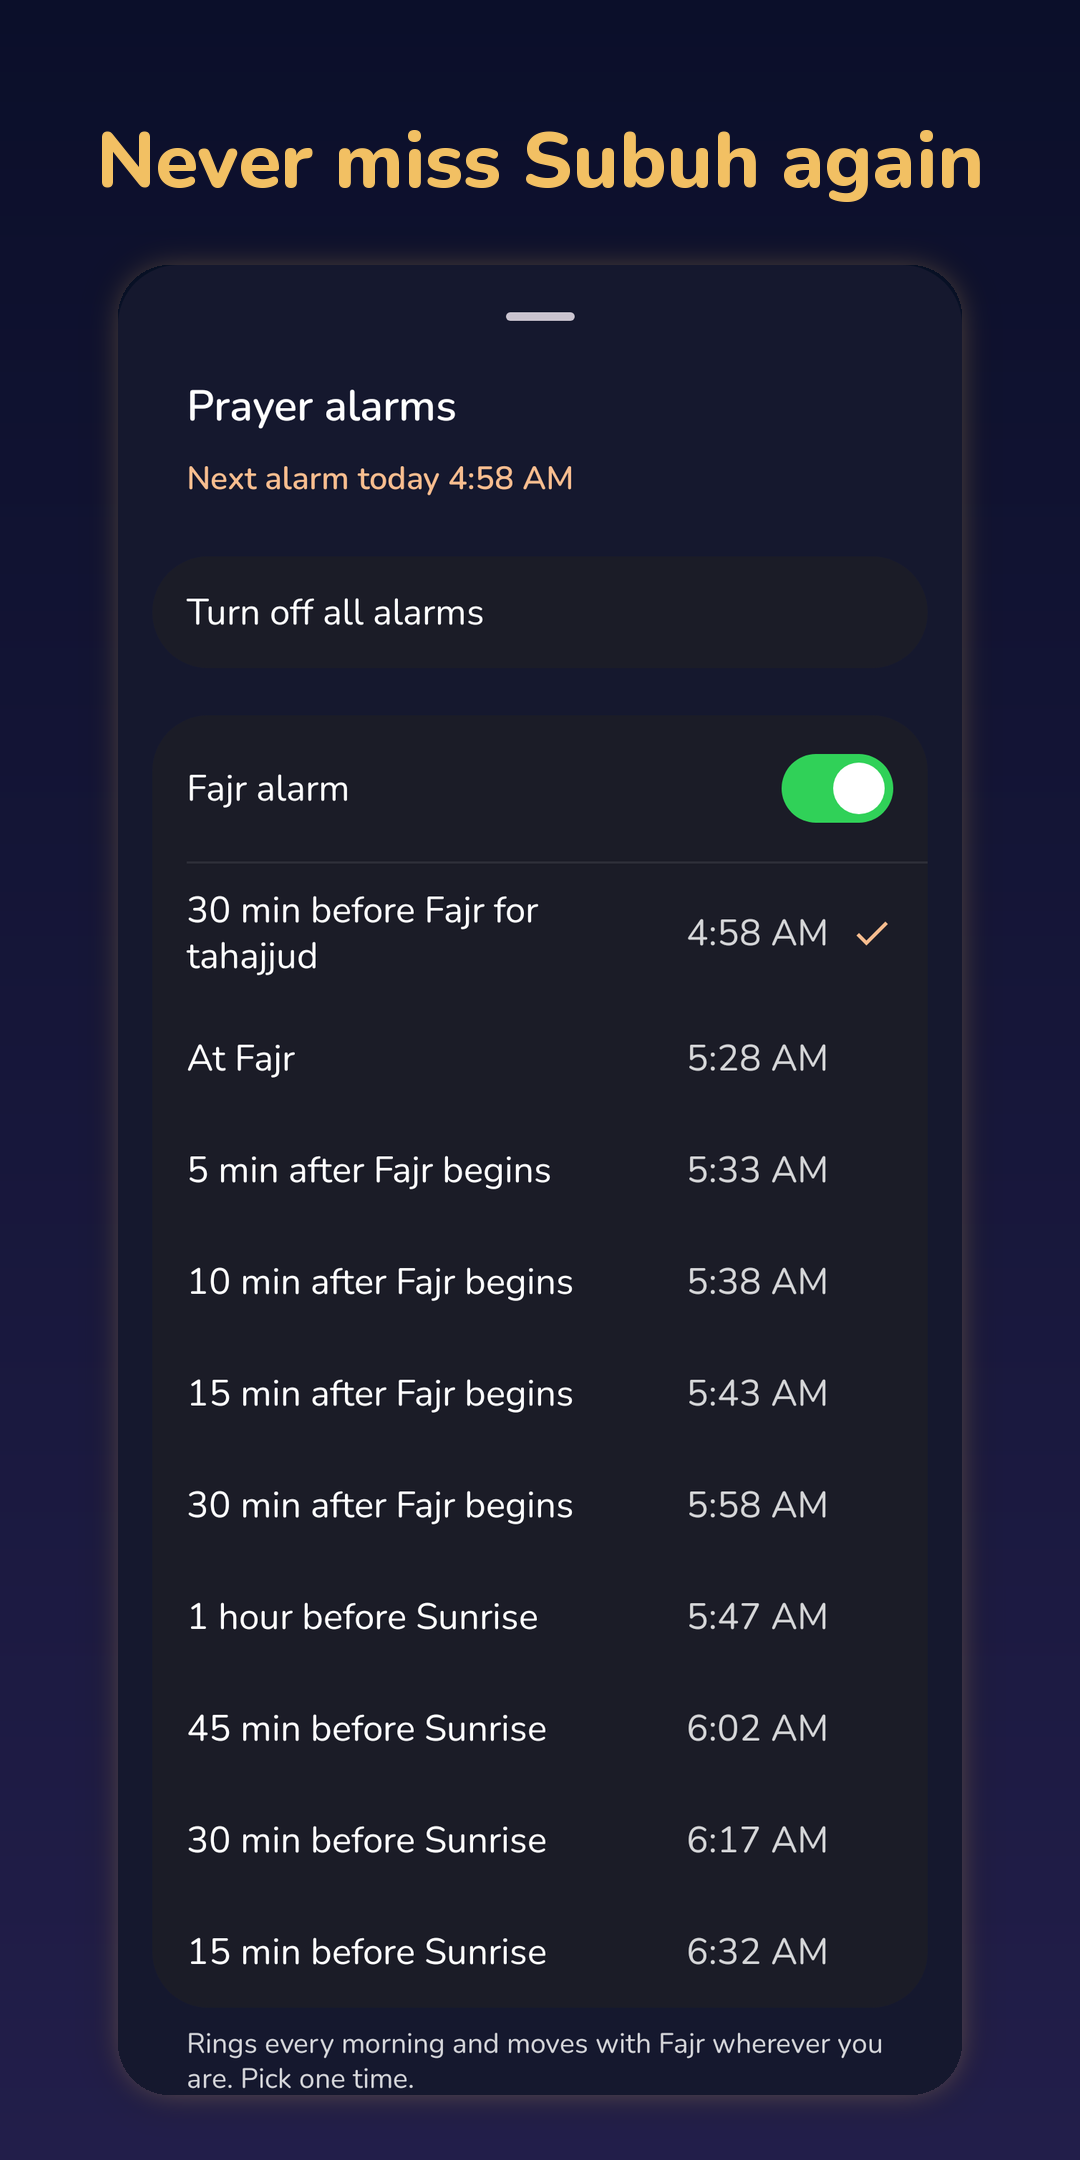 Never miss Subuh again
Prayer alarms
Next alarm today 4:58 AM
Turn off all alarms
Fajr alarm
30 min before Fajr for
tahajjud
4:58 AM
At Fajr
5:28 AM
5 min after Fajr begins
5:33 AM
10 min after Fajr begins
5:38 AM
15 min after Fajr begins
5:43 AM
30 min after Fajr begins
5:58 AM
1 hour before Sunrise
5:47 AM
45 min before Sunrise
6:02 AM
30 min before Sunrise
6:17 AM
15 min before Sunrise
6:32 AM
Rings every morning and moves with Fajr wherever you
are. Pick one time.